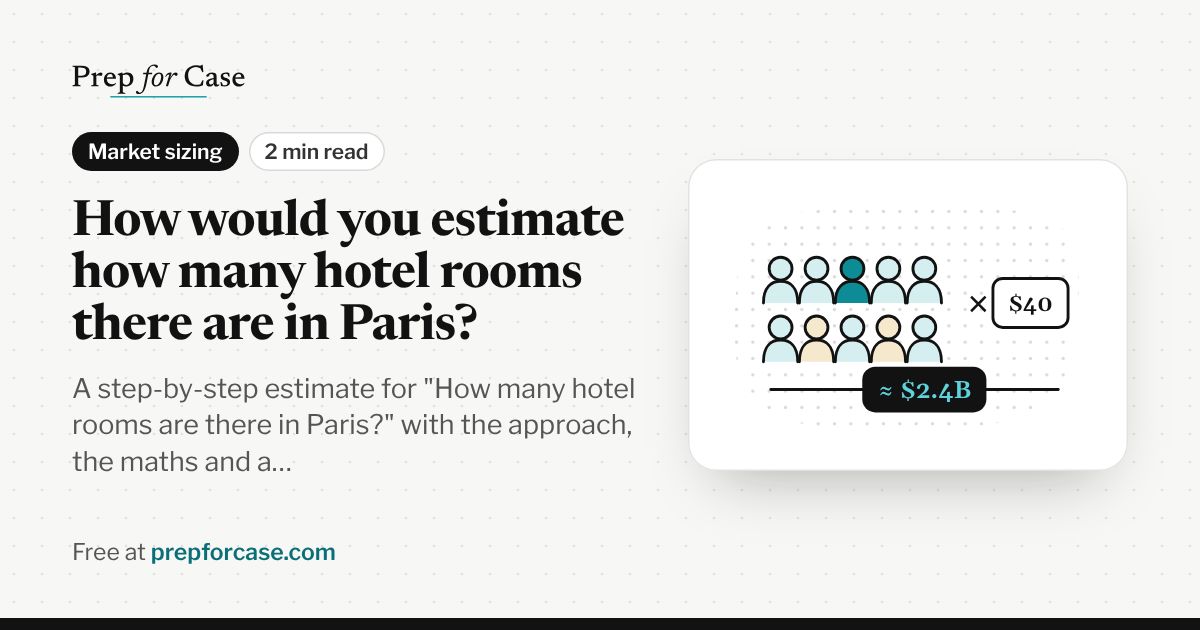 Prep for Case
Market sizing
2 min read
How would you estimate
how many hotel rooms
there are in Paris?
A step-by-step estimate for "How many hotel
rooms are there in Paris?" with the approach,
the maths and a...
Free at prepforcase.com
× $40
≈ $2.4B